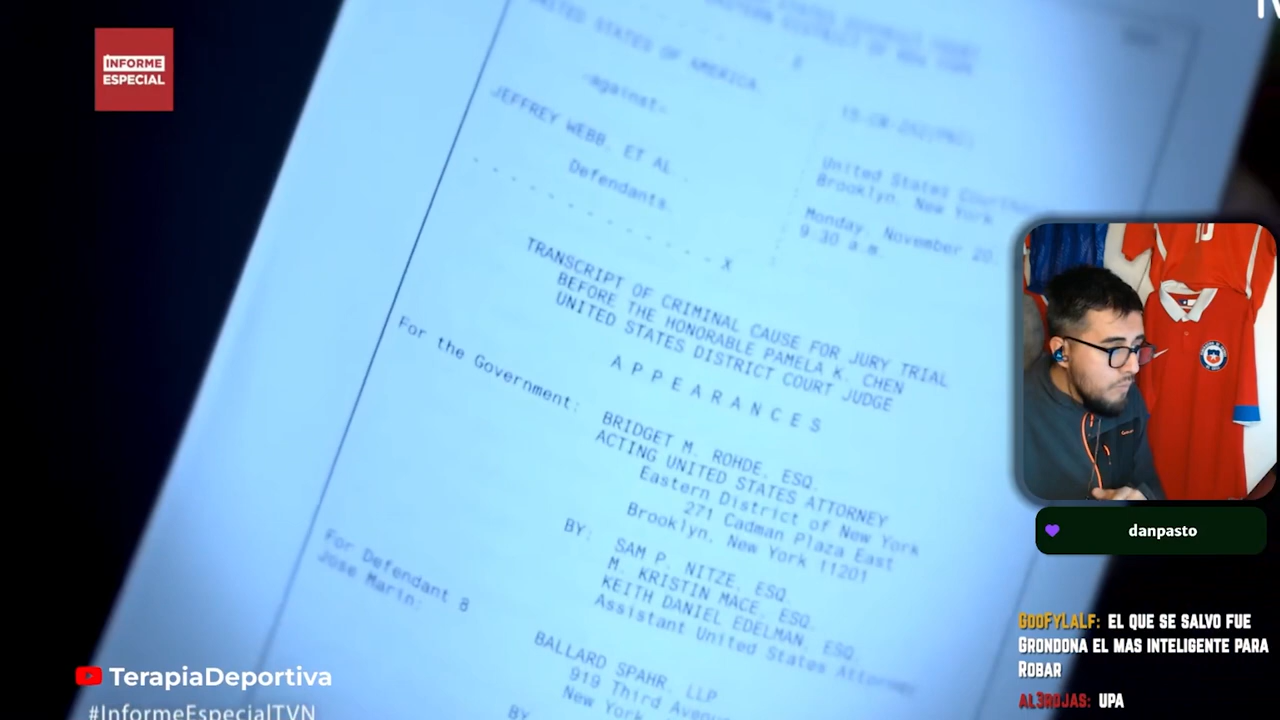 INFORME
ESPECIAL
UNITED STATES OF AMERICA,
-against-
JEFFREY WEBB, ET AL.,
Defendants.
United States
Brooklyn, New York
Monday, November 20,
9:30 a.m.
X
TRANSCRIPT OF CRIMINAL CAUSE FOR JURY TRIAL
BEFORE THE HONORABLE PAMELA K. CHEN
UNITED STATES DISTRICT COURT JUDGE
A P P E A R A N C E S
For the Government:
BRIDGET M. ROHDE, ESQ.
ACTING UNITED STATES ATTORNEY
Eastern District of New York
271 Cadman Plaza East
Brooklyn, New York 11201
BY: SAM P. NITZE, ESQ.
M. KRISTIN MACE, ESQ.
KEITH DANIEL EDELMAN, ESQ.
Assistant United States Attorney
For Defendant 8
Jose Marin:
BALLARD SPAHR, LLP
919 Third Avenue
New York,
BY
TerapiaDeportiva
#InformeEspecialTVN
danpasto
GooFyLaLF: EL QUE SE SALVO FUE
GRONDONA EL MAS INTELIGENTE PARA
ROBAR
AL3ROJAS: UPA